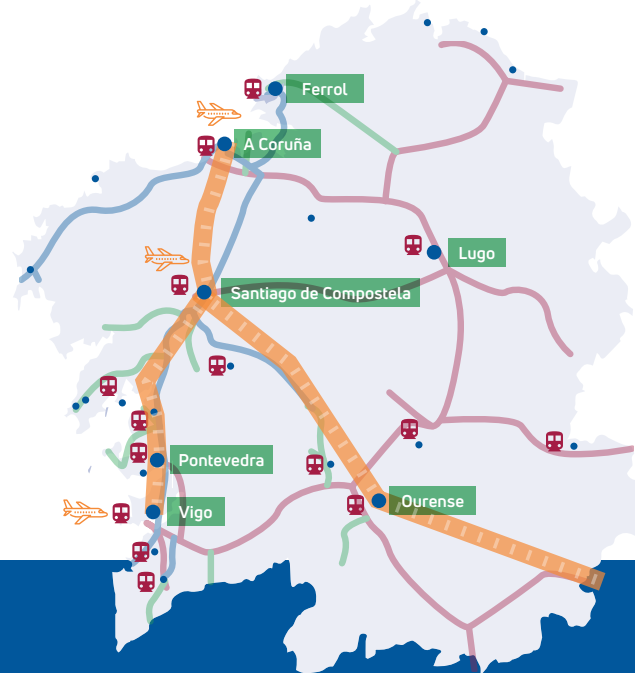 Ferrol
A Coruña
Lugo
Santiago de Compostela
Pontevedra
Ourense
Vigo